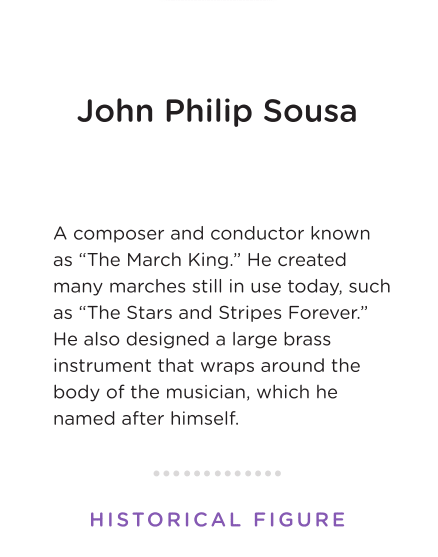 John Philip Sousa
A composer and conductor known
as “The March King.” He created
many marches still in use today, such
as “The Stars and Stripes Forever.”
He also designed a large brass
instrument that wraps around the
body of the musician, which he
named after himself.
HISTORICAL FIGURE